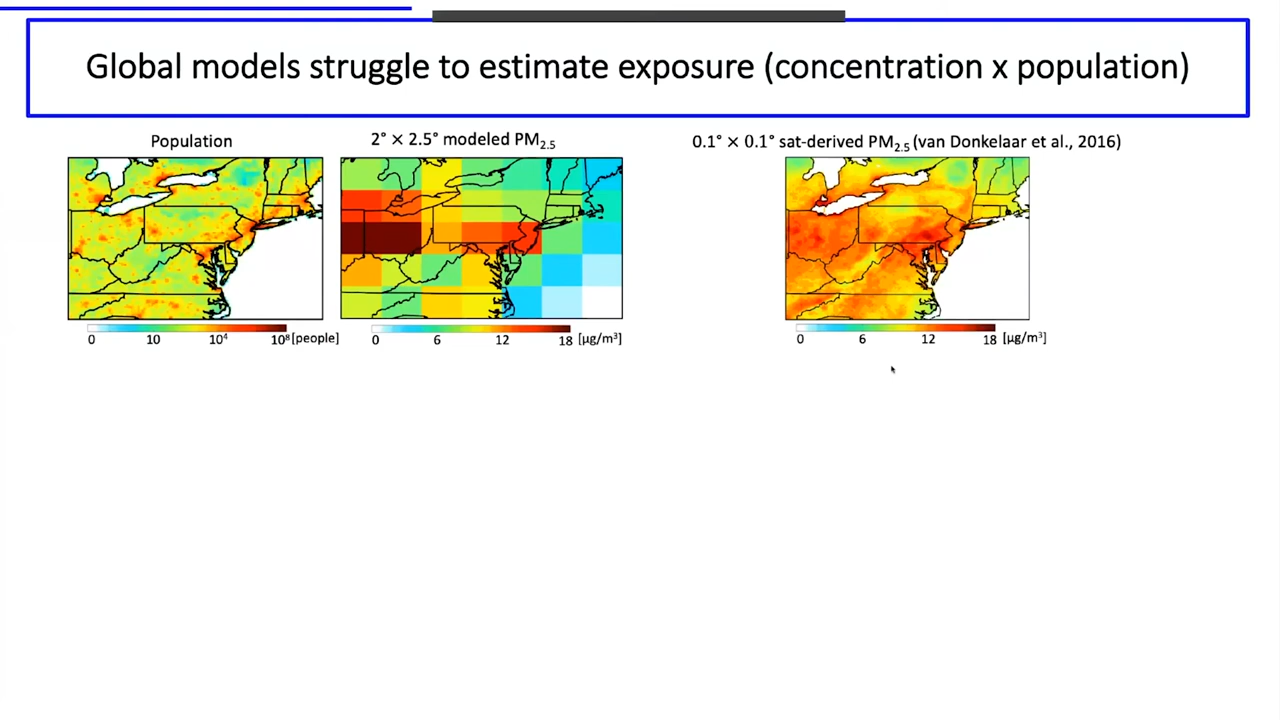 Global models struggle to estimate exposure (concentration x population)
Population
2° × 2.5° modeled PM2.5
0.1° × 0.1° sat-derived PM2.5 (van Donkelaar et al., 2016)
0 10 10⁴ 10⁸ [people]
0 6 12 18 [µg/m³]
0 6 12 18 [µg/m³]